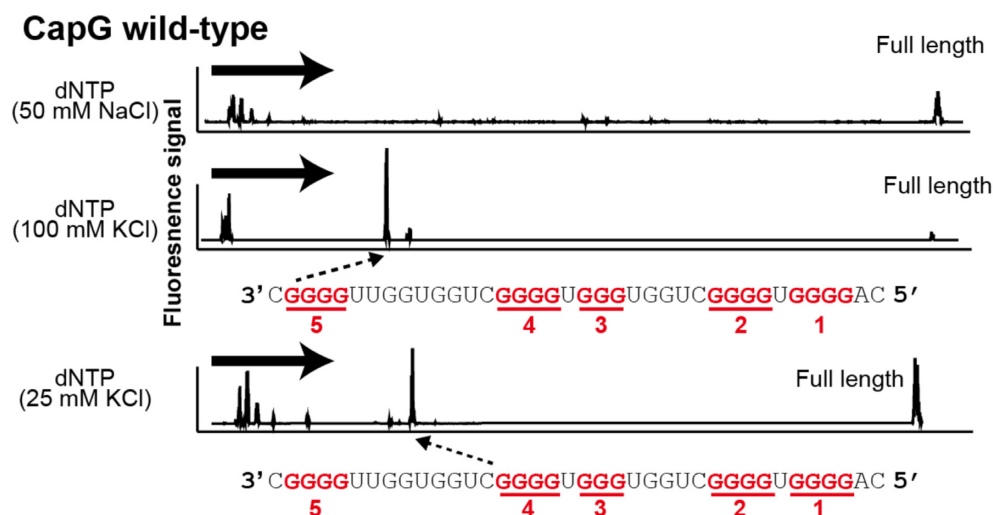 CapG wild-type
Full length
dNTP
(50 mM NaCl)
Fluoresnence signal
dNTP
(100 mM KCl)
Full length
3' CGGGGUUGGUGGUCGGGGUGGGUGGUCGGGGUGGGGAC 5'
5 4 3 2 1
dNTP
(25 mM KCl)
Full length
3' CGGGGUUGGUGGUCGGGGUGGGUGGUCGGGGUGGGGAC 5'
5 4 3 2 1